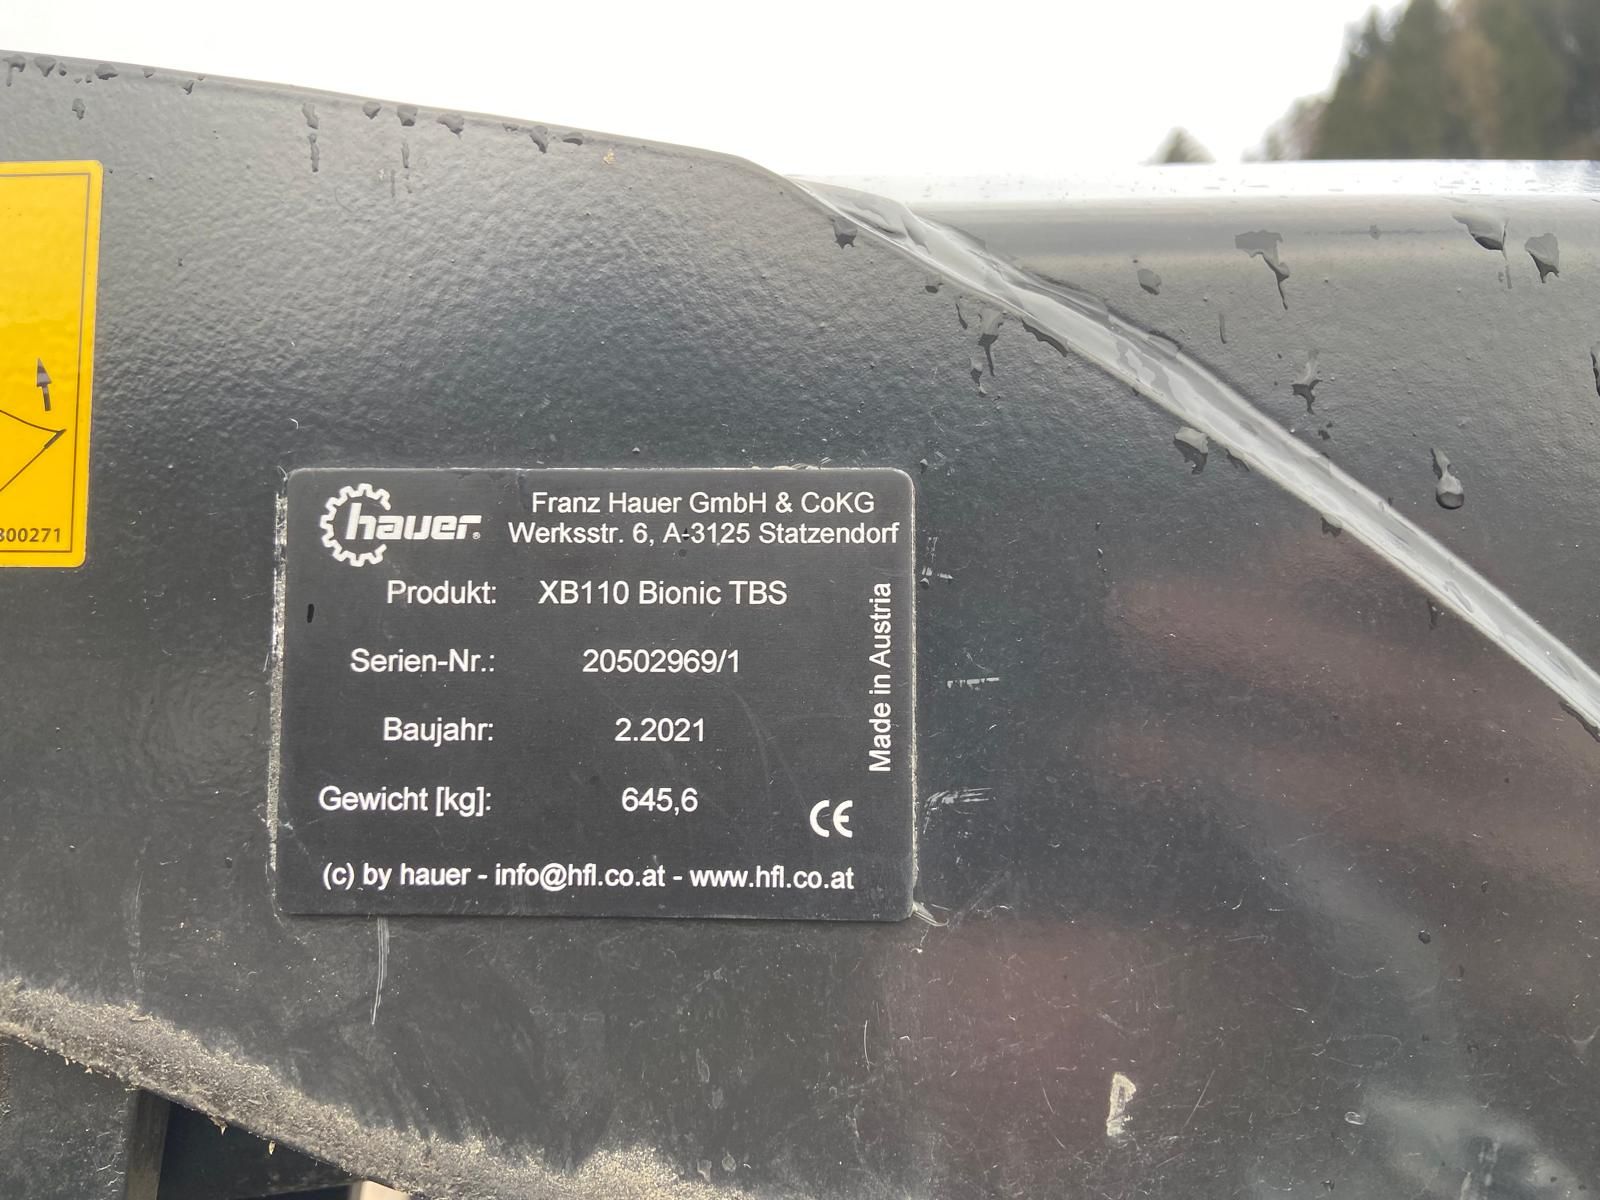 hauer®
Franz Hauer GmbH & CoKG
Werksstr. 6, A-3125 Statzendorf
Produkt: XB110 Bionic TBS
Serien-Nr.: 20502969/1
Baujahr: 2.2021
Gewicht [kg]: 645,6
Made in Austria
CE
(c) by hauer - info@hfl.co.at - www.hfl.co.at